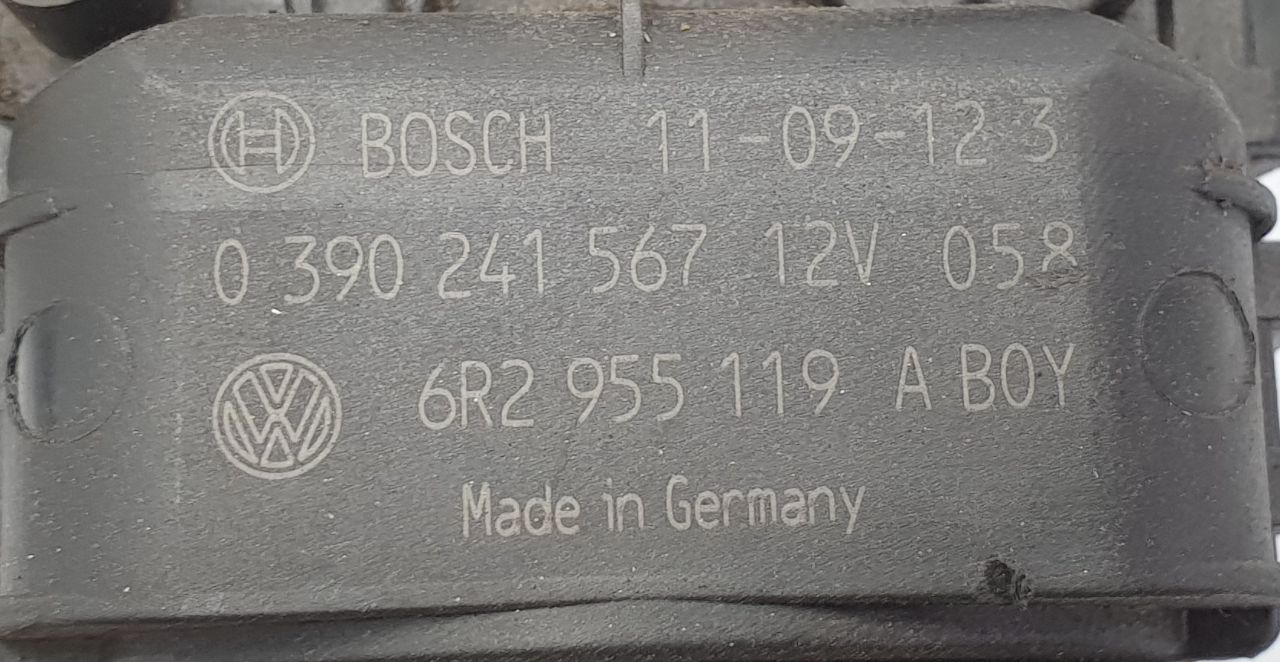 BOSCH 11-09-12 3
0 390 241 567 12V 058
6R2 955 119 A BOY
Made in Germany